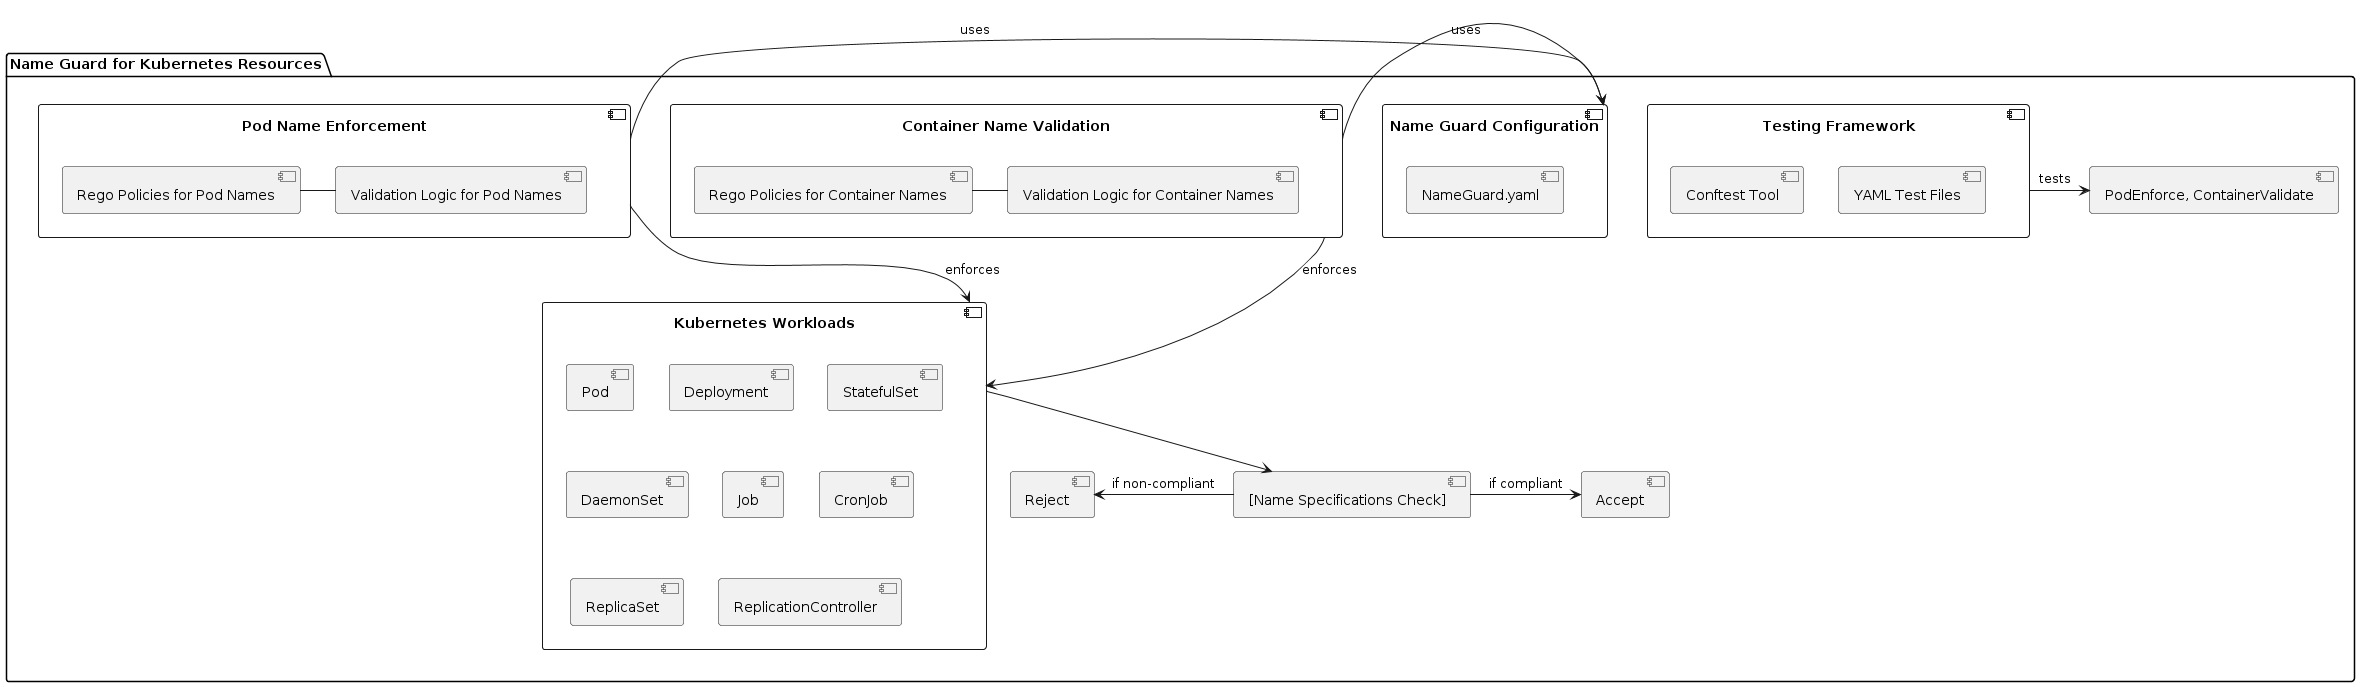 uses
uses
Name Guard for Kubernetes Resources
Pod Name Enforcement
Rego Policies for Pod Names
Validation Logic for Pod Names
Container Name Validation
Rego Policies for Container Names
Validation Logic for Container Names
Name Guard Configuration
NameGuard.yaml
Testing Framework
Conftest Tool
YAML Test Files
tests
PodEnforce, ContainerValidate
enforces
enforces
Kubernetes Workloads
Pod
Deployment
StatefulSet
DaemonSet
Job
CronJob
ReplicaSet
ReplicationController
Reject
if non-compliant
[Name Specifications Check]
if compliant
Accept